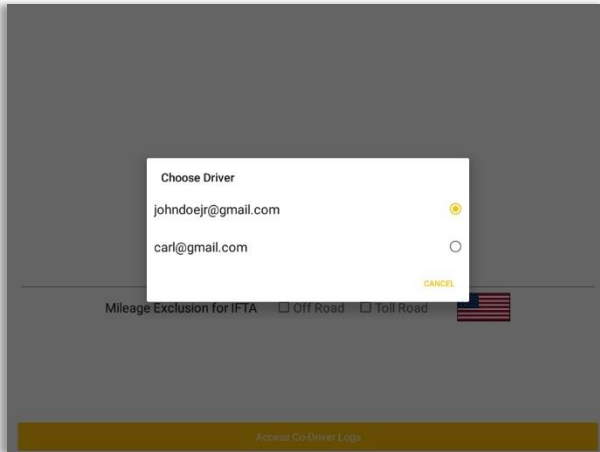 Choose Driver
johndoejr@gmail.com
carl@gmail.com
CANCEL
Mileage Exclusion for IFTA Off Road Toll Road
Access Co-Driver Logs